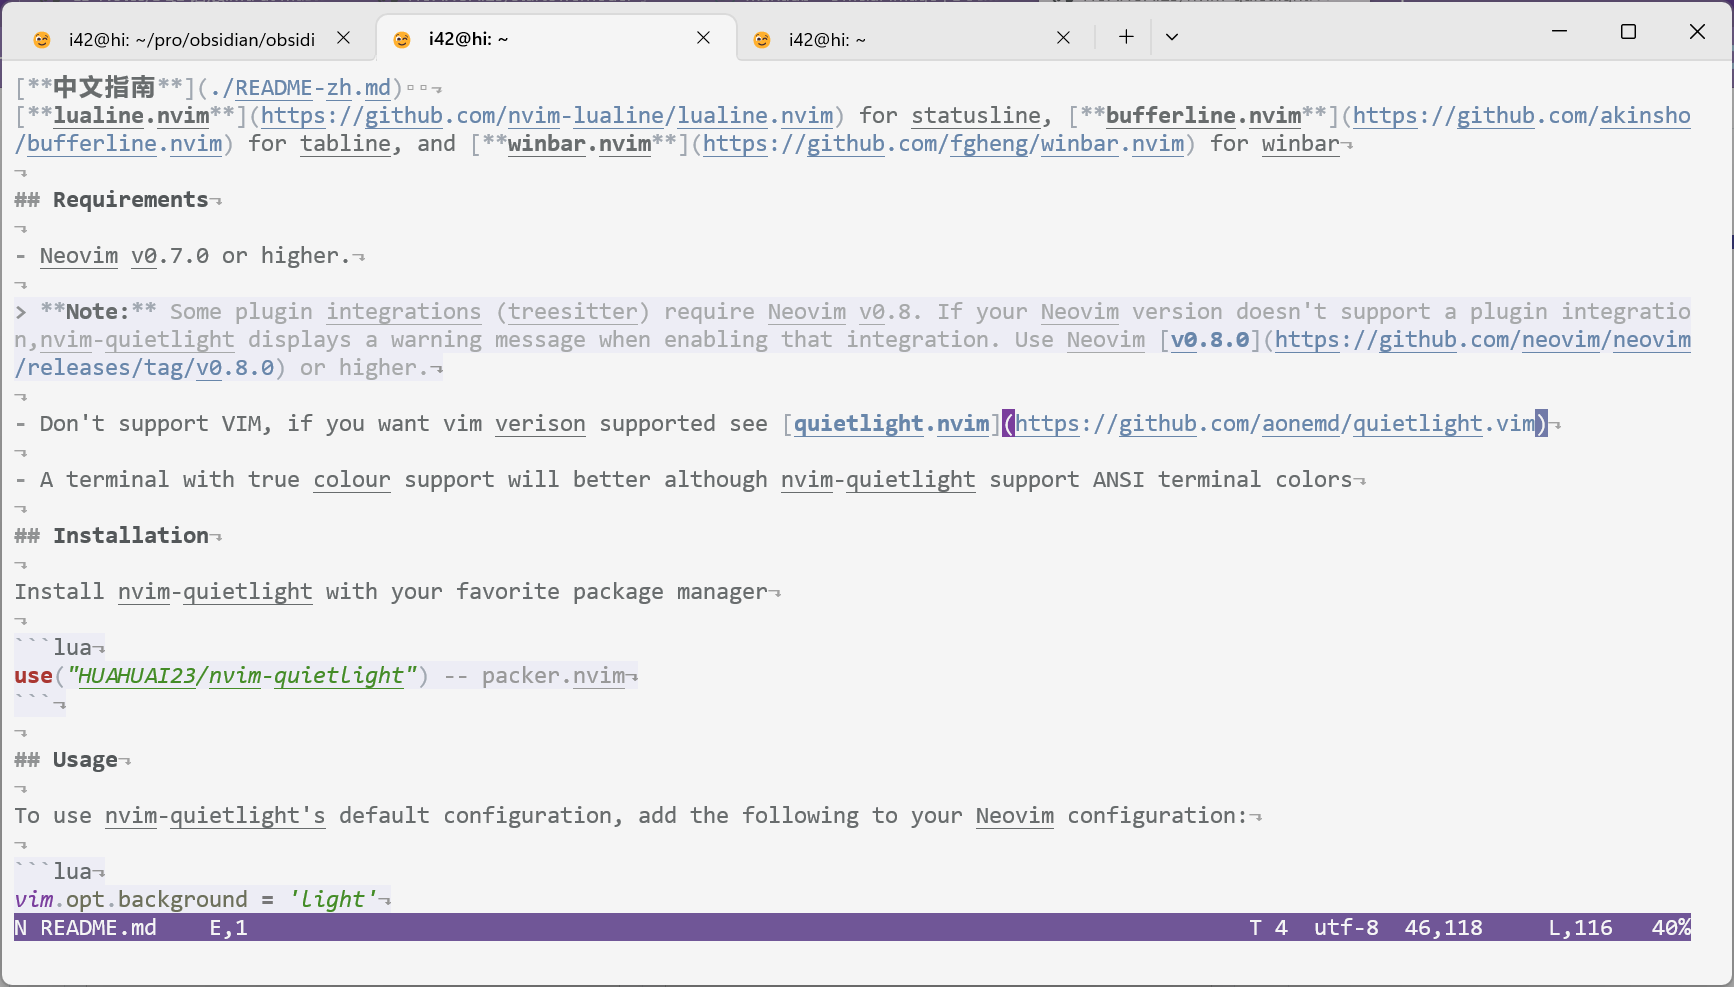 i42@hi: ~/pro/obsidian/obsidi
i42@hi: ~
i42@hi: ~
[**中文指南**](./README-zh.md)
[**lualine.nvim**](https://github.com/nvim-lualine/lualine.nvim) for statusline, [**bufferline.nvim**](https://github.com/akinsho
/bufferline.nvim) for tabline, and [**winbar.nvim**](https://github.com/fgheng/winbar.nvim) for winbar
## Requirements
- Neovim v0.7.0 or higher.
> **Note:** Some plugin integrations (treesitter) require Neovim v0.8. If your Neovim version doesn't support a plugin integratio
n,nvim-quietlight displays a warning message when enabling that integration. Use Neovim [v0.8.0](https://github.com/neovim/neovim
/releases/tag/v0.8.0) or higher.
- Don't support VIM, if you want vim verison supported see [quietlight.nvim](https://github.com/aonemd/quietlight.vim)
- A terminal with true colour support will better although nvim-quietlight support ANSI terminal colors
## Installation
Install nvim-quietlight with your favorite package manager
```lua
use("HUAHUAI23/nvim-quietlight") -- packer.nvim
```
## Usage
To use nvim-quietlight's default configuration, add the following to your Neovim configuration:
```lua
vim.opt.background = 'light'
N README.md E,1 T 4 utf-8 46,118 L,116 40%